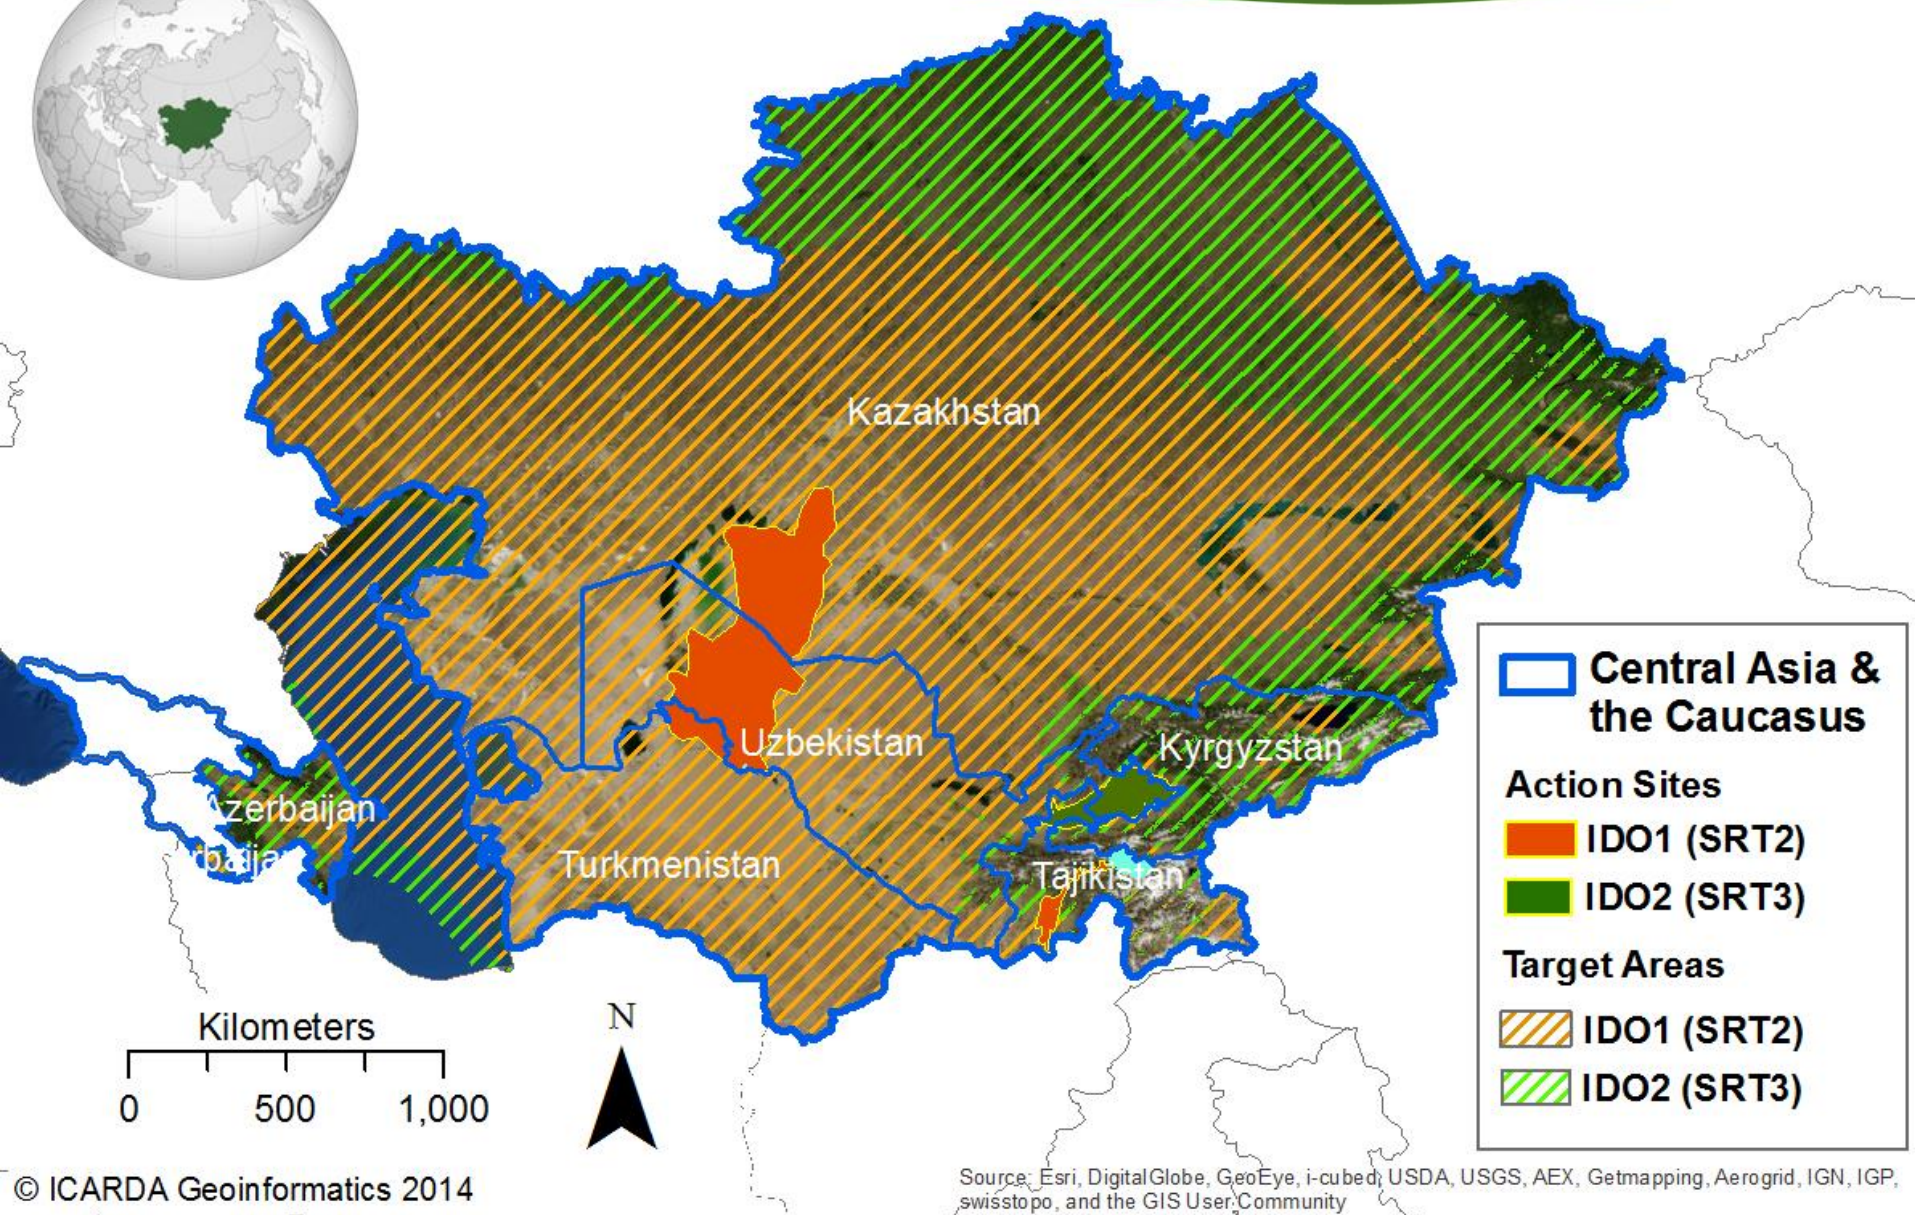 Kazakhstan
Uzbekistan
Kyrgyzstan
Azerbaijan
rbaijan
Turkmenistan
Tajikistan
Central Asia &
the Caucasus
Action Sites
IDO1 (SRT2)
IDO2 (SRT3)
Target Areas
IDO1 (SRT2)
IDO2 (SRT3)
Kilometers
0 500 1,000
N
© ICARDA Geoinformatics 2014
Source: Esri, DigitalGlobe, GeoEye, i-cubed, USDA, USGS, AEX, Getmapping, Aerogrid, IGN, IGP,
swisstopo, and the GIS User Community